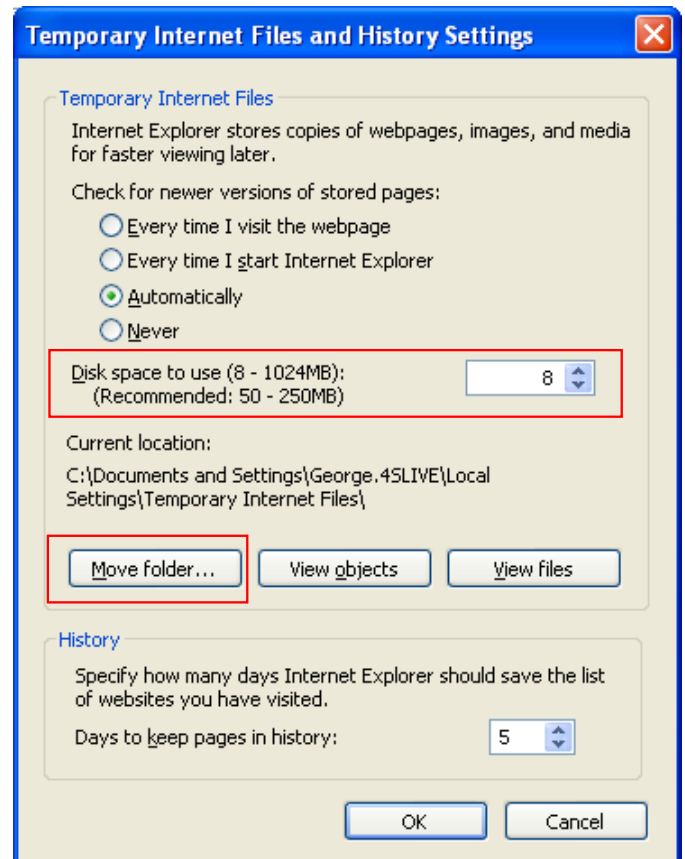 Temporary Internet Files and History Settings
Temporary Internet Files
Internet Explorer stores copies of webpages, images, and media
for faster viewing later.
Check for newer versions of stored pages:
Every time I visit the webpage
Every time I start Internet Explorer
Automatically
Never
Disk space to use (8 - 1024MB): 8
(Recommended: 50 - 250MB)
Current location:
C:\Documents and Settings\George.4SLIVE\Local
Settings\Temporary Internet Files\
Move folder... View objects View files
History
Specify how many days Internet Explorer should save the list
of websites you have visited.
Days to keep pages in history: 5
OK Cancel